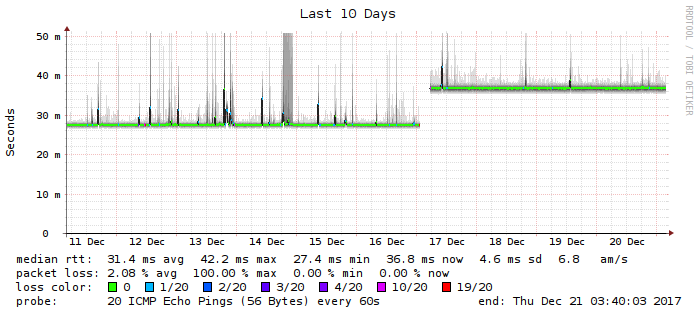 Last 10 Days
RRDTOOL / TOBI OETIKER
Seconds
50 m
40 m
30 m
20 m
10 m
0
11 Dec 12 Dec 13 Dec 14 Dec 15 Dec 16 Dec 17 Dec 18 Dec 19 Dec 20 Dec
median rtt: 31.4 ms avg 42.2 ms max 27.4 ms min 36.8 ms now 4.6 ms sd 6.8 am/s
packet loss: 2.08 % avg 100.00 % max 0.00 % min 0.00 % now
loss color: 0 1/20 2/20 3/20 4/20 10/20 19/20
probe: 20 ICMP Echo Pings (56 Bytes) every 60s end: Thu Dec 21 03:40:03 2017